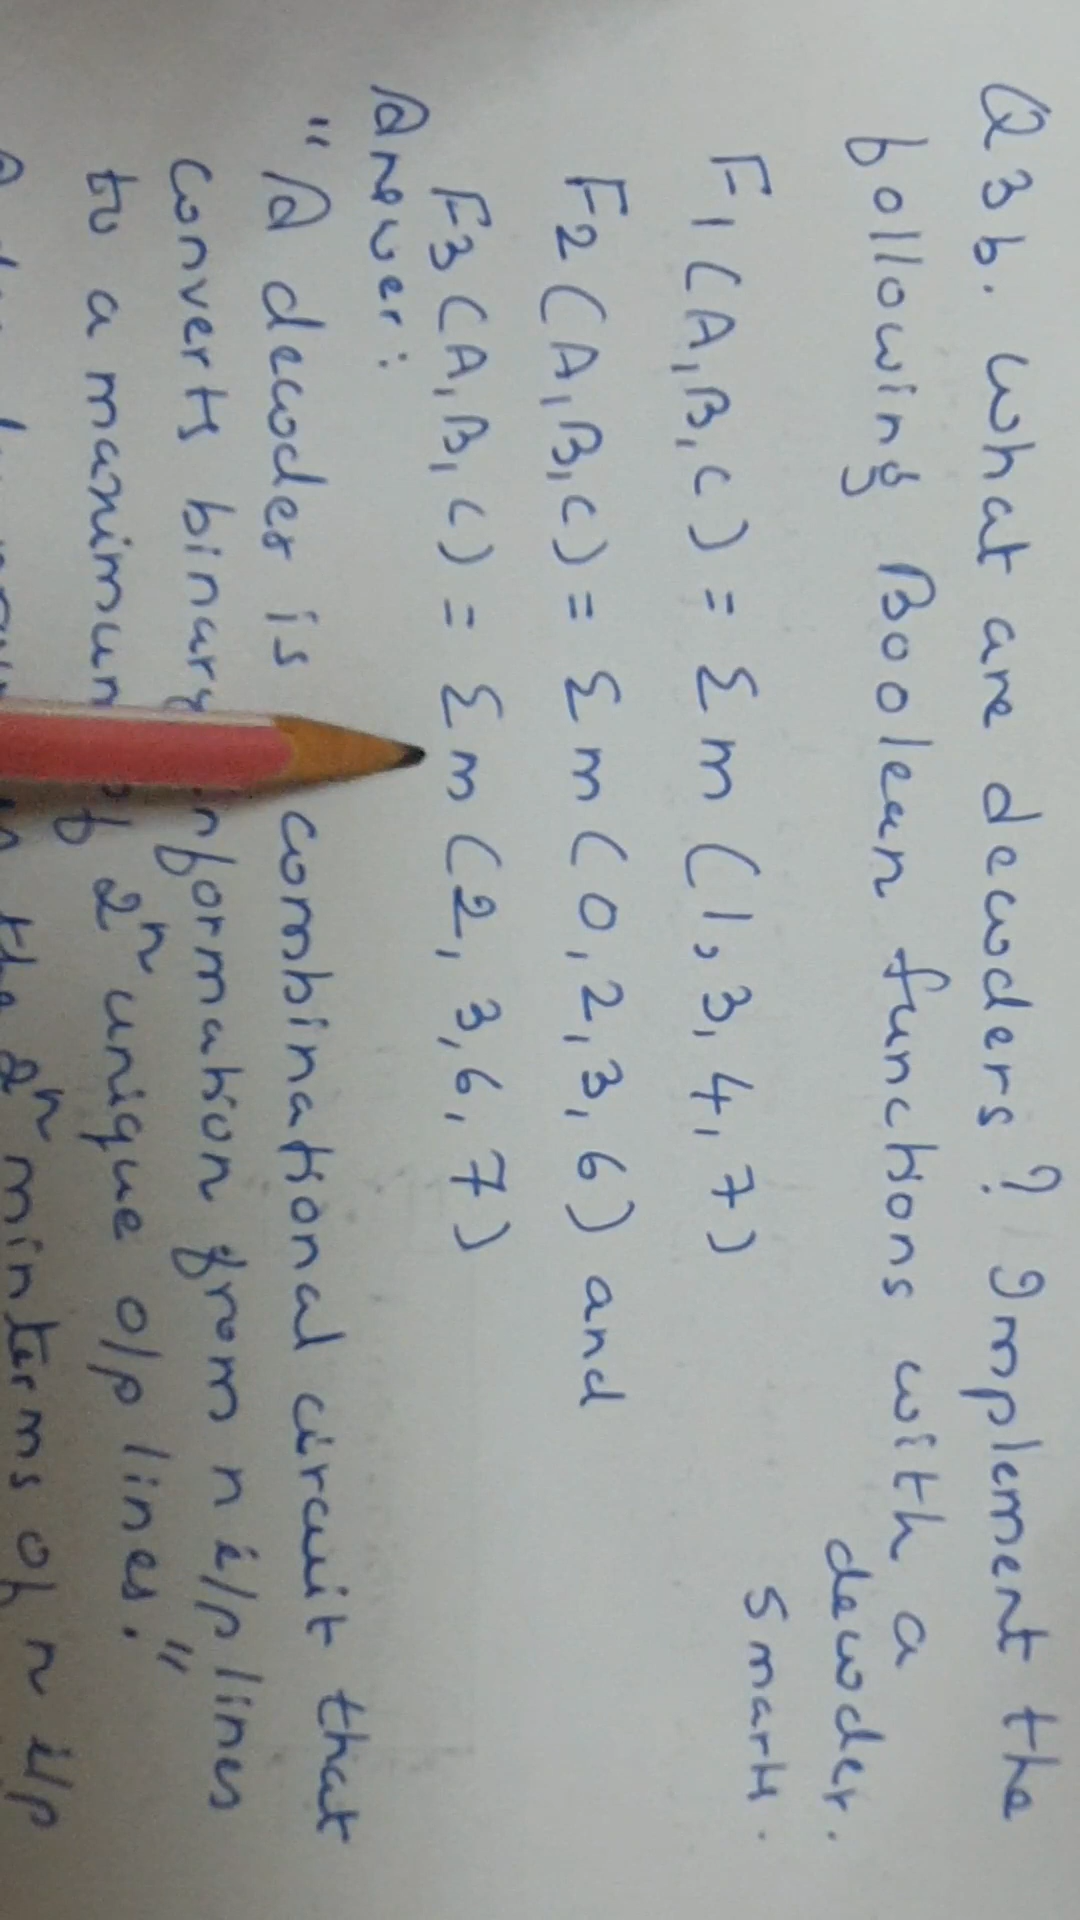 Q3b. What are decoders? Implement the
following Boolean functions with a
decoder.
F1(A,B,C) = Σm(1,3,4,7)
5 marks.
F2(A,B,C) = Σm(0,2,3,6) and
F3(A,B,C) = Σm(2,3,6,7)
Answer:
"A decoder is combinational circuit that
converts binary information from n i/p lines
to a maximum of 2ⁿ unique o/p lines."
the 2ⁿ minterms of n i/p